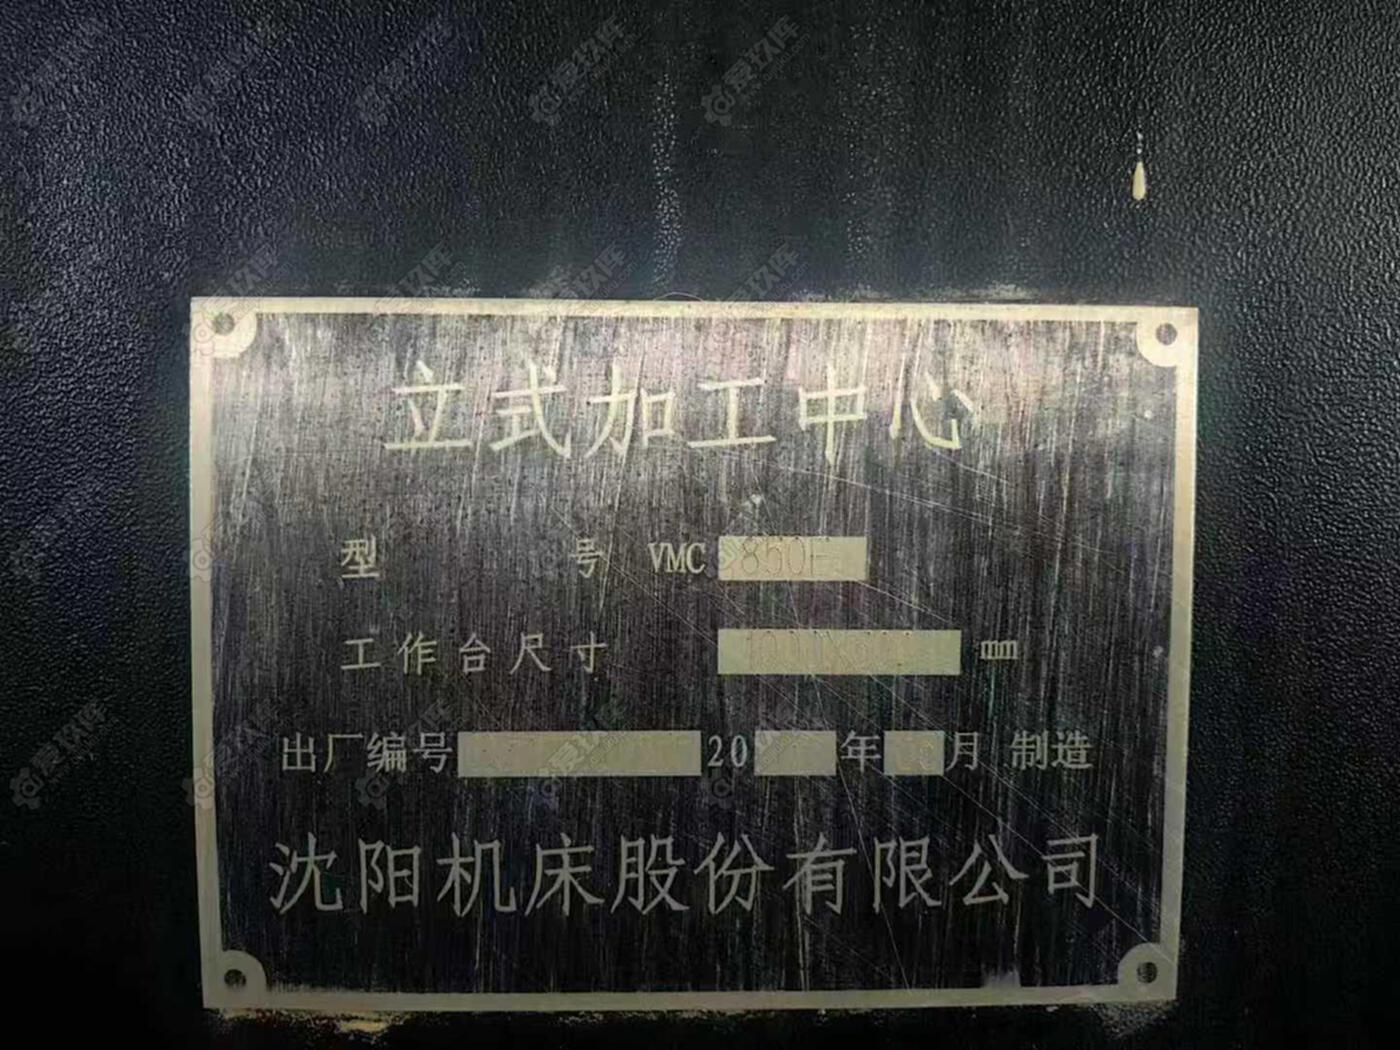 立式加工中心
型号 VMC 850E
工作台尺寸 mm
出厂编号 20 年 月 制造
沈阳机床股份有限公司